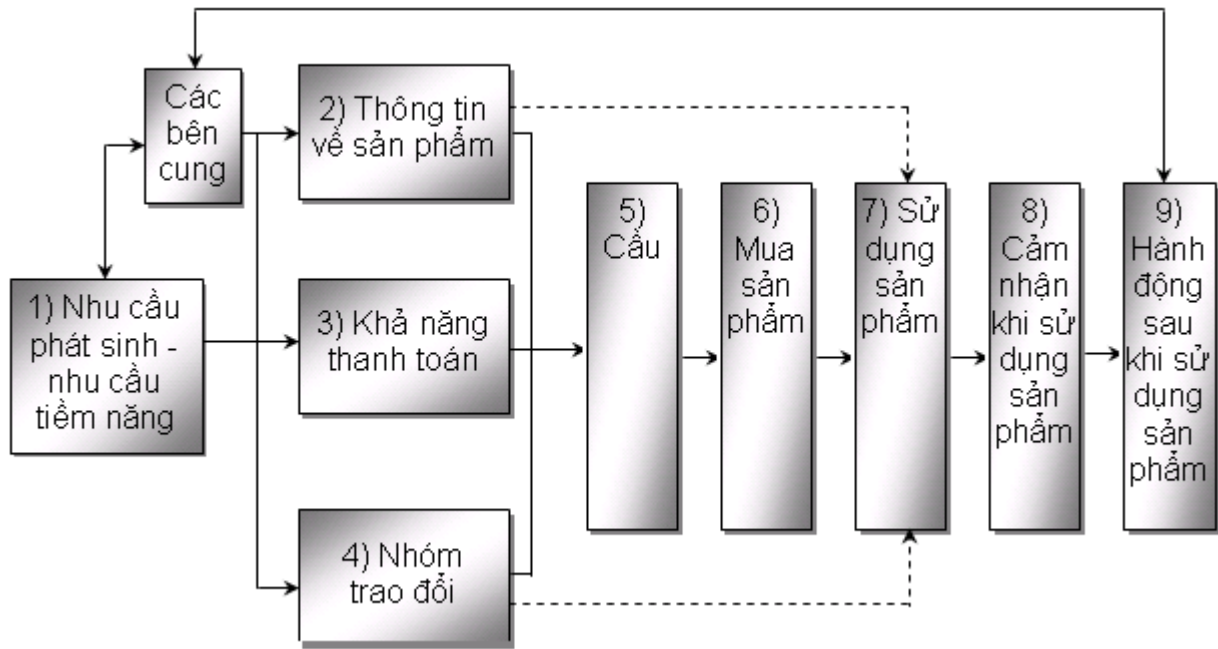 Các
bên
cung
2) Thông tin
về sản phẩm
1) Nhu cầu
phát sinh -
nhu cầu
tiềm năng
3) Khả năng
thanh toán
4) Nhóm
trao đổi
5)
Cầu
6)
Mua
sản
phẩm
7) Sử
dụng
sản
phẩm
8)
Cảm
nhận
khi sử
dụng
sản
phẩm
9)
Hành
động
sau
khi sử
dụng
sản
phẩm